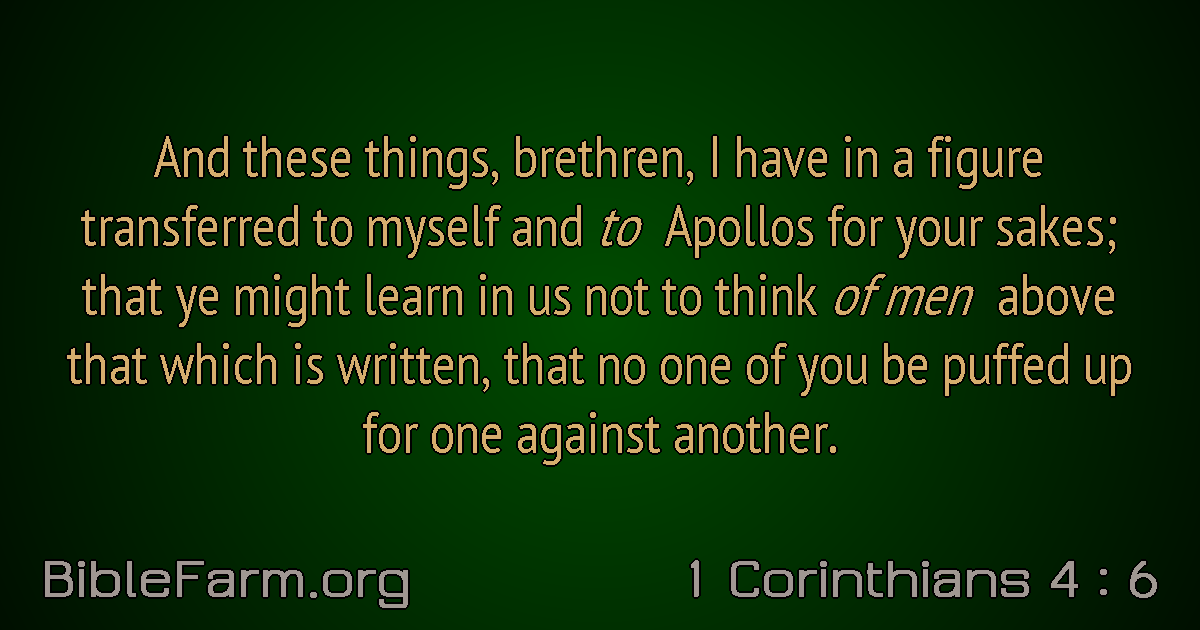 And these things, brethren, I have in a figure
transferred to myself and to Apollos for your sakes;
that ye might learn in us not to think of men above
that which is written, that no one of you be puffed up
for one against another.
BibleFarm.org
1 Corinthians 4 : 6